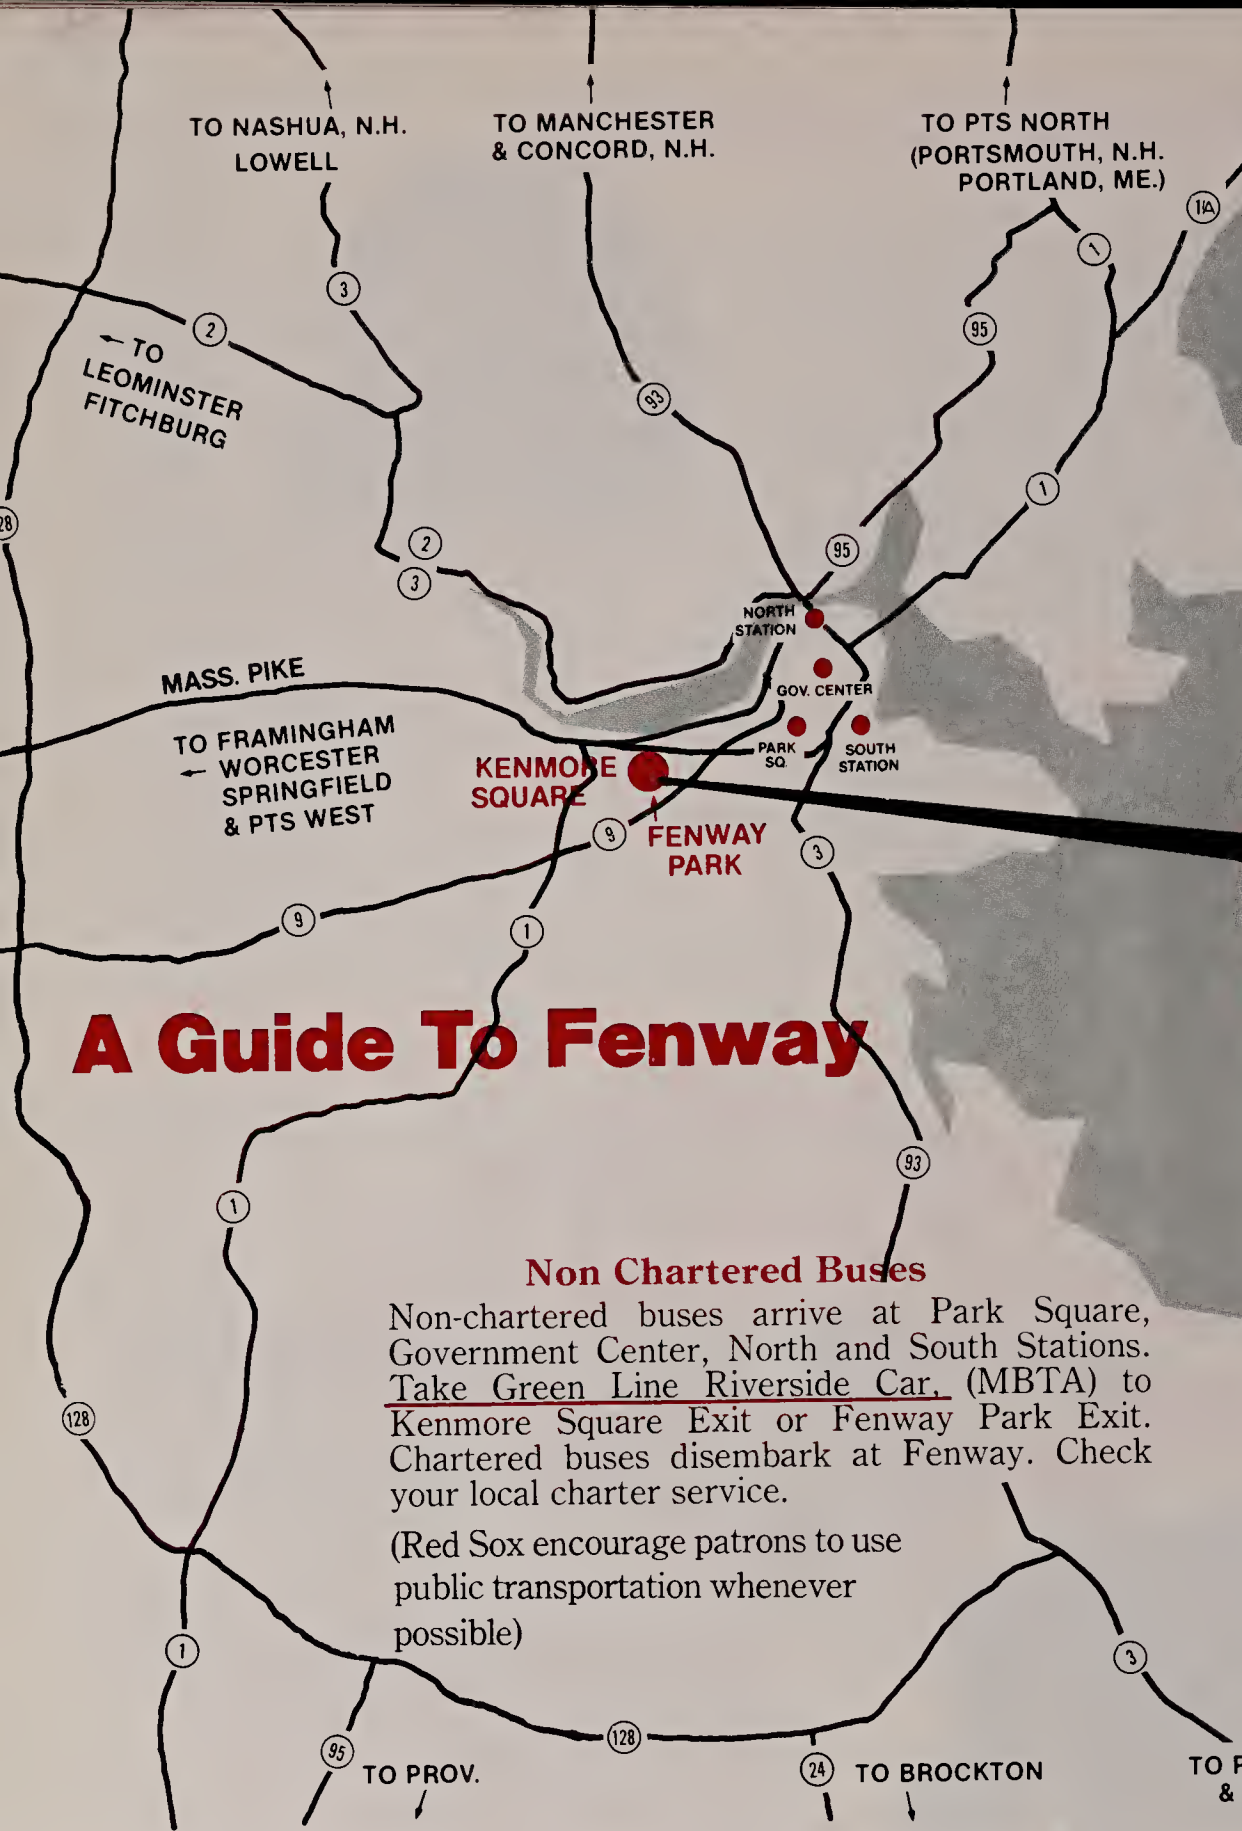 TO NASHUA, N.H.
LOWELL
TO MANCHESTER
& CONCORD, N.H.
TO PTS NORTH
(PORTSMOUTH, N.H.
PORTLAND, ME.)
1A
1
3
2
95
← TO
LEOMINSTER
FITCHBURG
93
1
28
2
95
3
NORTH
STATION
MASS. PIKE
GOV. CENTER
TO FRAMINGHAM
← WORCESTER
SPRINGFIELD
& PTS WEST
PARK
SQ.
SOUTH
STATION
KENMORE
SQUARE
9
FENWAY
PARK
3
9
1
A Guide To Fenway
93
1
Non Chartered Buses
Non-chartered buses arrive at Park Square,
Government Center, North and South Stations.
Take Green Line Riverside Car, (MBTA) to
Kenmore Square Exit or Fenway Park Exit.
Chartered buses disembark at Fenway. Check
your local charter service.
(Red Sox encourage patrons to use
public transportation whenever
possible)
128
1
3
128
95
TO PROV.
24
TO BROCKTON
TO
&